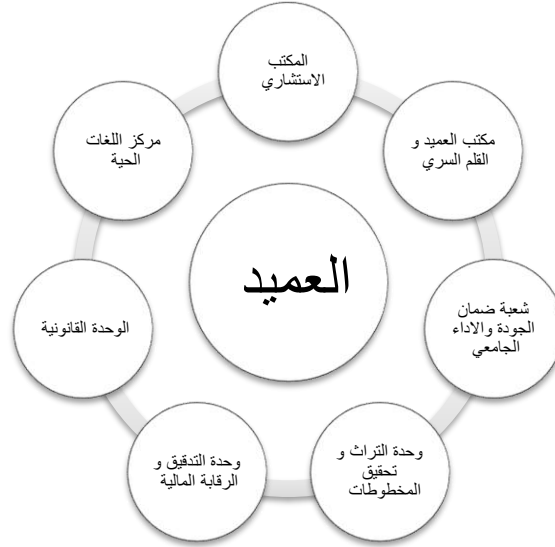 المكتب
الاستشاري
مكتب العميد و
القلم السري
شعبة ضمان
الجودة والاداء
الجامعي
وحدة التراث و
تحقيق
المخطوطات
وحدة التدقيق و
الرقابة المالية
الوحدة القانونية
مركز اللغات
الحية
العميد